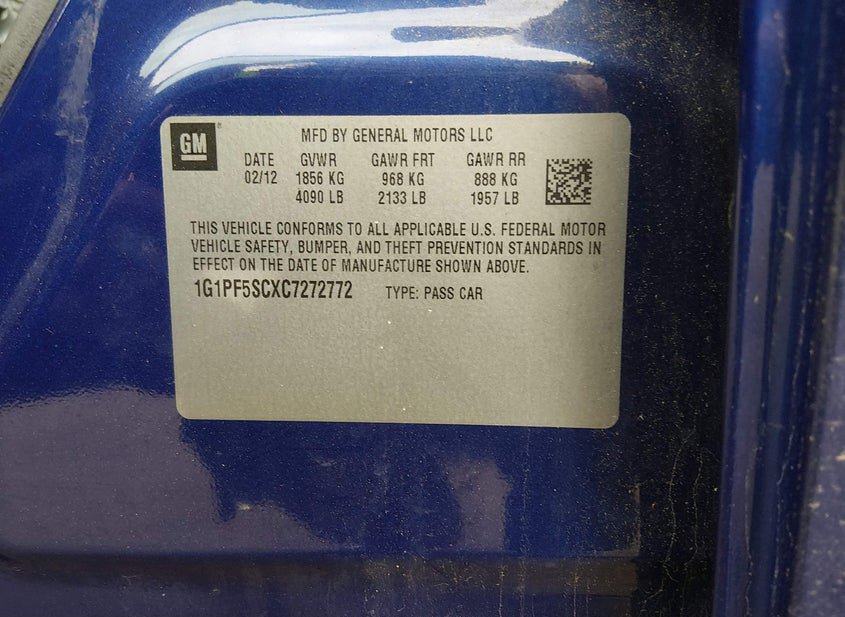 GM
MFD BY GENERAL MOTORS LLC
DATE GVWR GAWR FRT GAWR RR
02/12 1856 KG 968 KG 888 KG
4090 LB 2133 LB 1957 LB
THIS VEHICLE CONFORMS TO ALL APPLICABLE U.S. FEDERAL MOTOR
VEHICLE SAFETY, BUMPER, AND THEFT PREVENTION STANDARDS IN
EFFECT ON THE DATE OF MANUFACTURE SHOWN ABOVE.
1G1PF5SCXC7272772 TYPE: PASS CAR